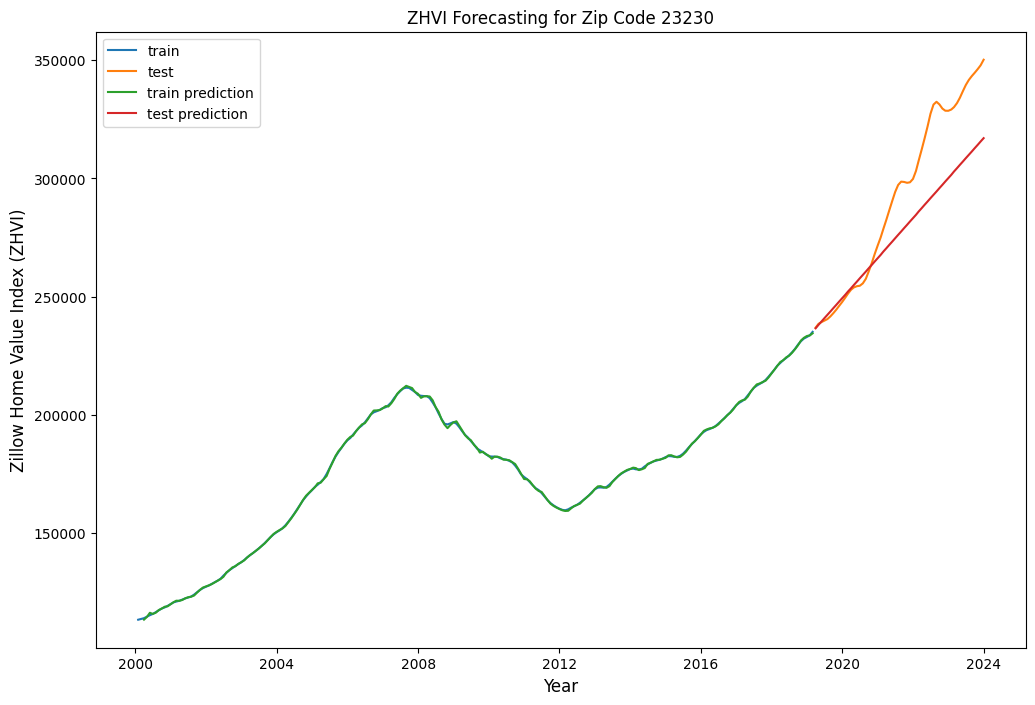 ZHVI Forecasting for Zip Code 23230
train
test
train prediction
test prediction
Zillow Home Value Index (ZHVI)
350000
300000
250000
200000
150000
2000
2004
2008
2012
2016
2020
2024
Year